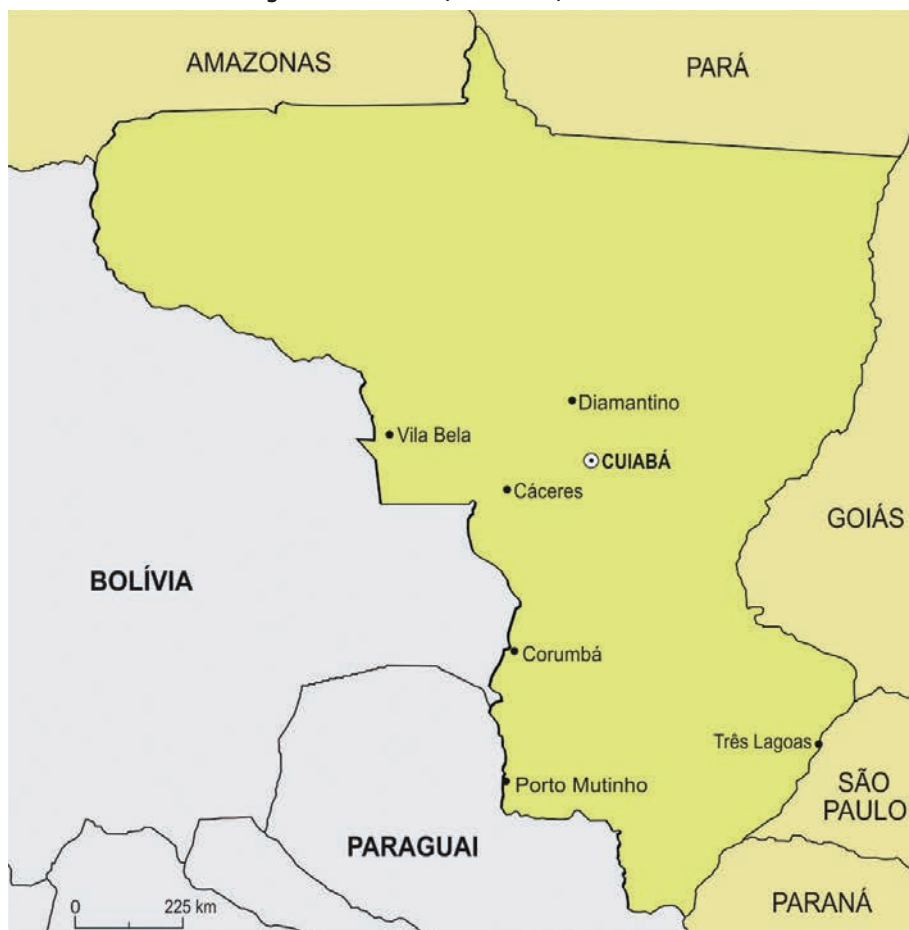 AMAZONAS
PARÁ
Diamantino
Vila Bela
CUIABÁ
Cáceres
GOIÁS
BOLÍVIA
Corumbá
Três Lagoas
Porto Mutinho
SÃO
PAULO
PARAGUAI
PARANÁ
0 225 km